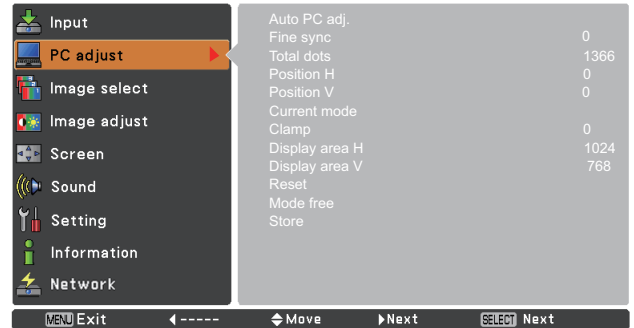 Input
PC adjust
Image select
Image adjust
Screen
Sound
Setting
Information
Network
Auto PC adj.
Fine sync 0
Total dots 1366
Position H 0
Position V 0
Current mode
Clamp 0
Display area H 1024
Display area V 768
Reset
Mode free
Store
MENU Exit ◀ ----- Move ▶Next SELECT Next